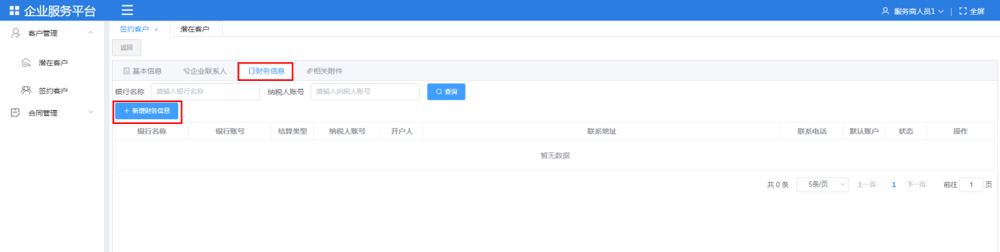 企业服务平台
服务商人员1
全屏
客户管理
潜在客户
签约客户
合同管理
签约客户 × 潜在客户
返回
基本信息 企业联系人 财务信息 相关附件
银行名称 请输入银行名称 纳税人账号 请输入纳税人账号 查询
+ 新增财务信息
银行名称 银行账号 结算类型 纳税人账号 开户人 联系地址 联系电话 默认账户 状态 操作
暂无数据
共 0 条 5条/页 上一页 1 下一页 前往 1 页